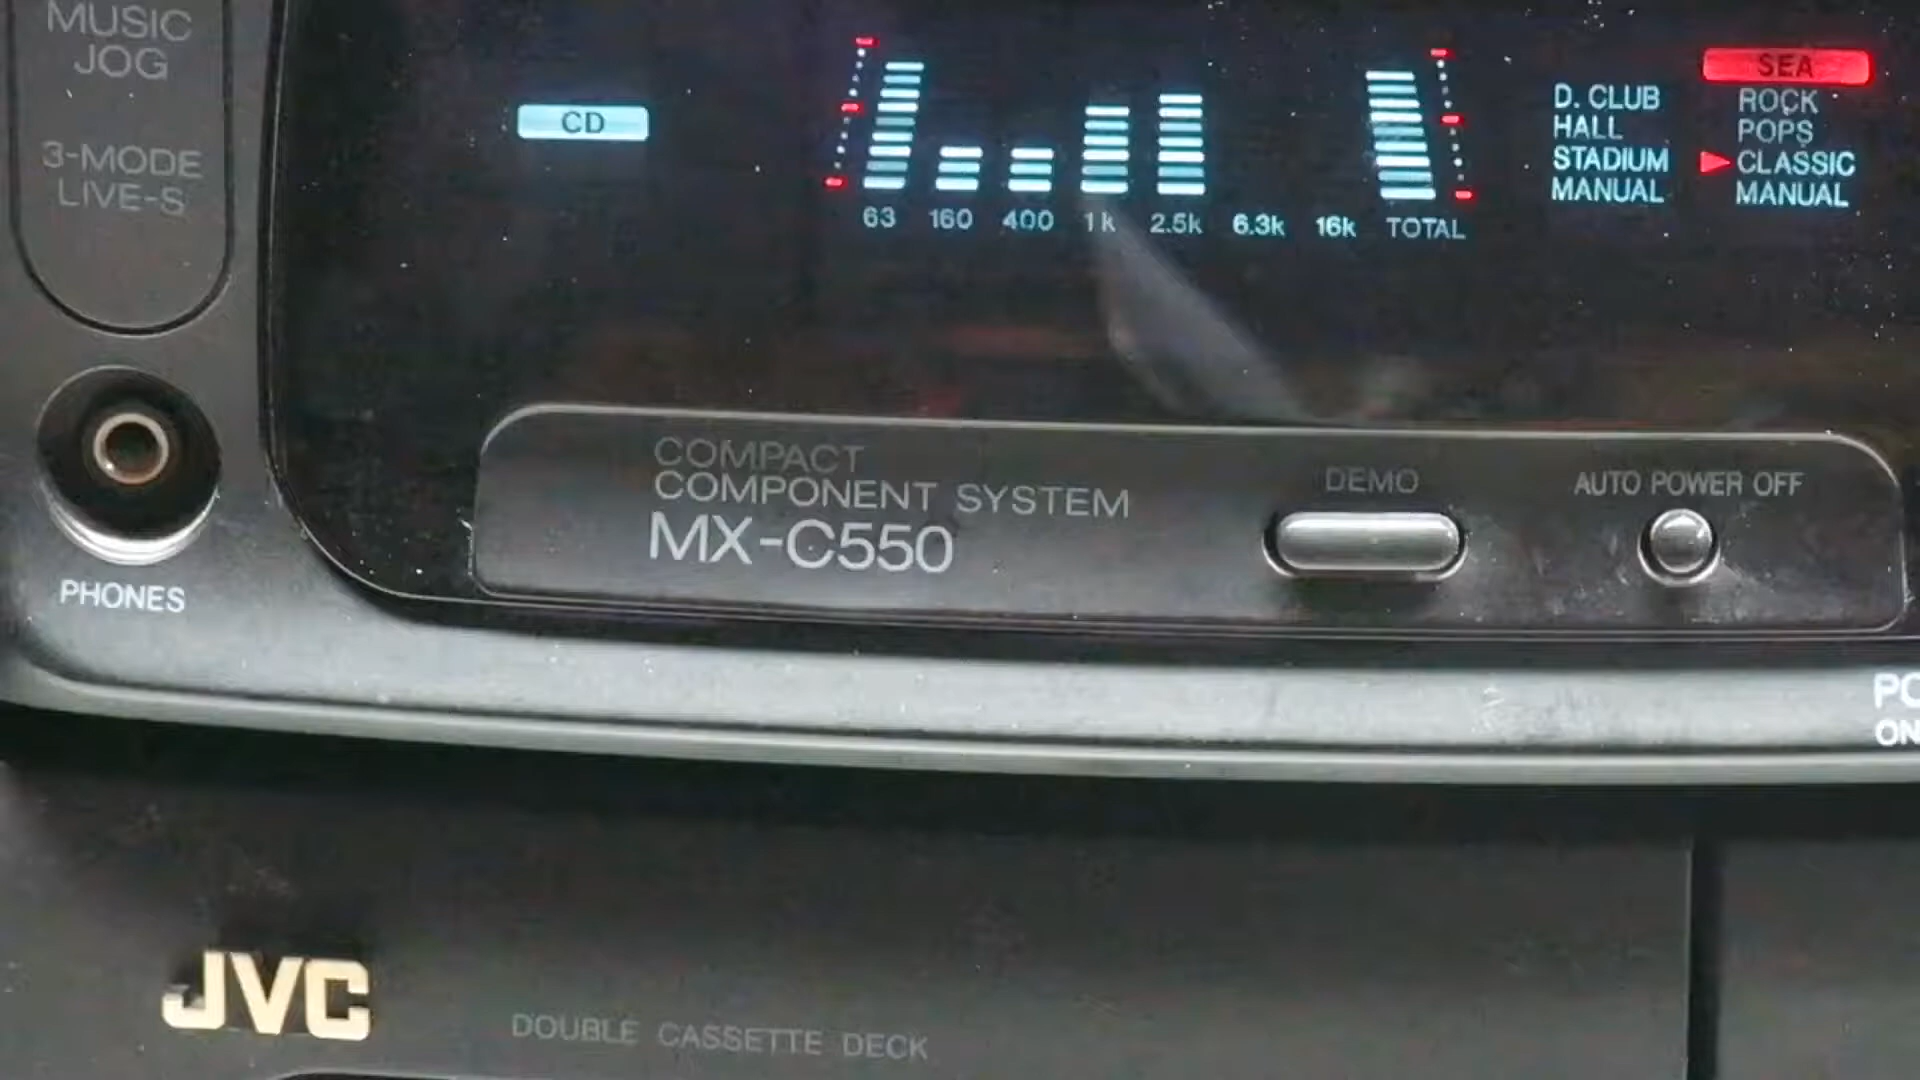 MUSIC
JOG
3-MODE
LIVE-S
CD
63 160 400 1k 2.5k 6.3k 16k TOTAL
D. CLUB
HALL
STADIUM
MANUAL
SEA
ROCK
POPS
CLASSIC
MANUAL
COMPACT
COMPONENT SYSTEM
MX-C550
DEMO
AUTO POWER OFF
PHONES
ON
JVC
DOUBLE CASSETTE DECK